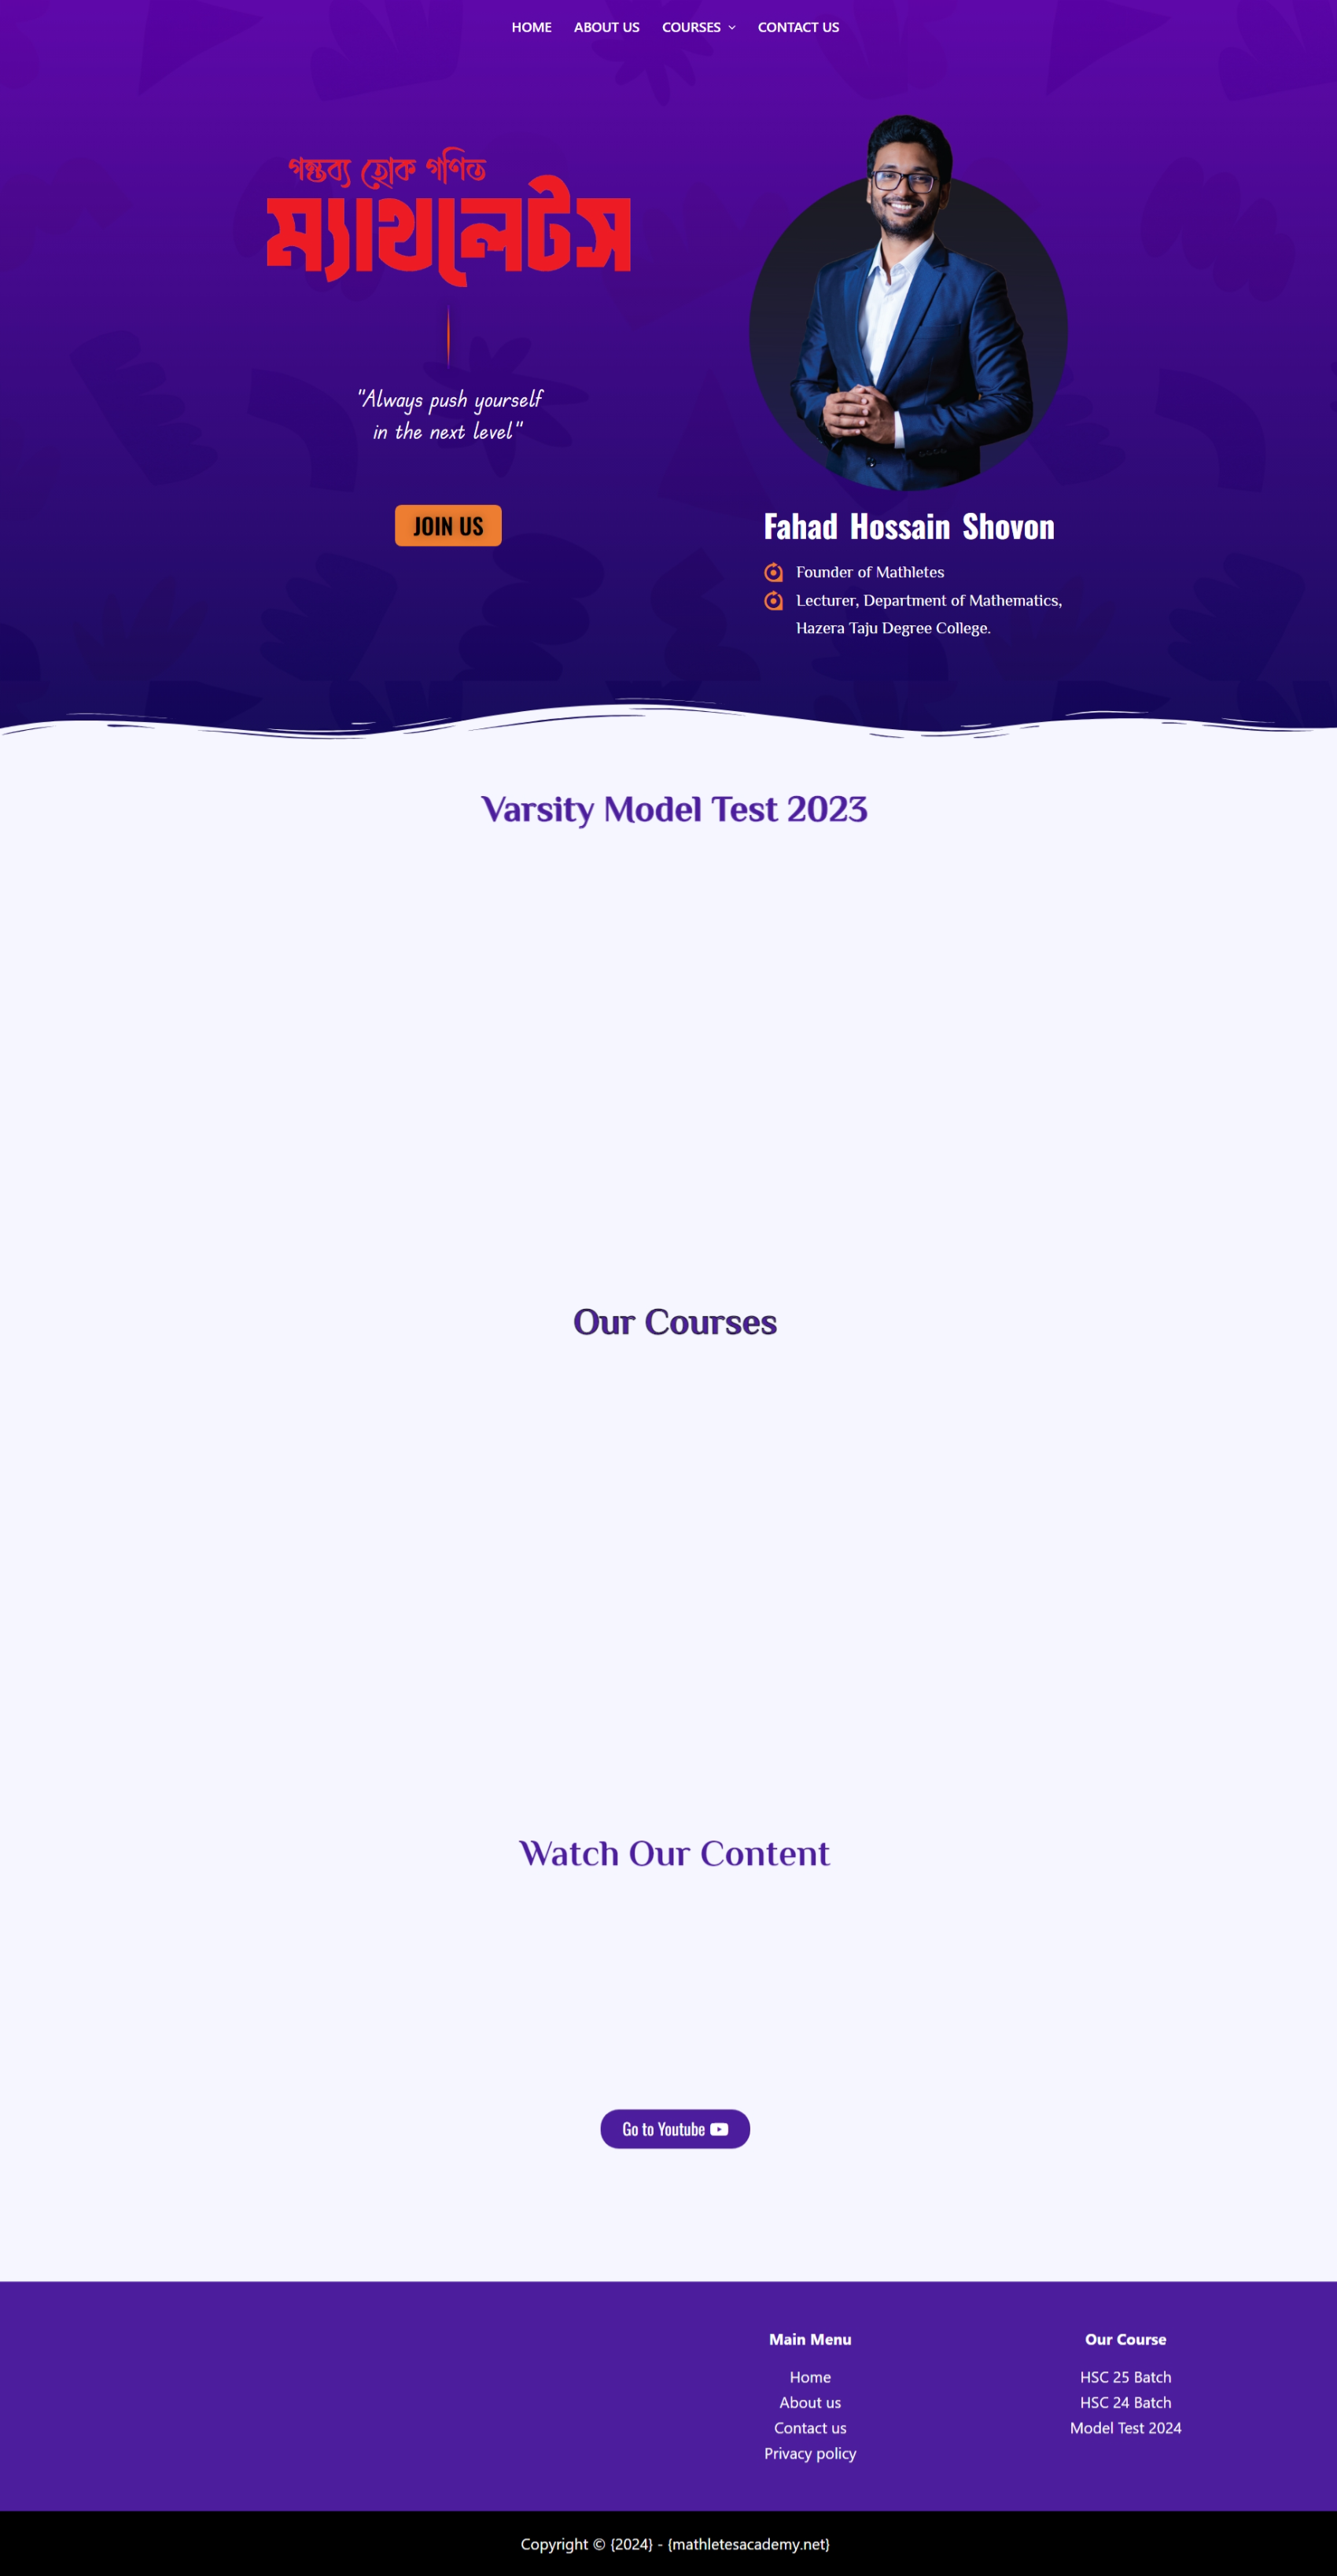 HOME ABOUT US COURSES CONTACT US
গন্তব্য হোক গণিত
ম্যাথলেটস
"Always push yourself
in the next level"
JOIN US
Fahad Hossain Shovon
Founder of Mathletes
Lecturer, Department of Mathematics,
Hazera Taju Degree College.
Varsity Model Test 2023
Our Courses
Watch Our Content
Go to Youtube
Main Menu
Home
About us
Contact us
Privacy policy
Our Course
HSC 25 Batch
HSC 24 Batch
Model Test 2024
Copyright © {2024} - {mathletesacademy.net}